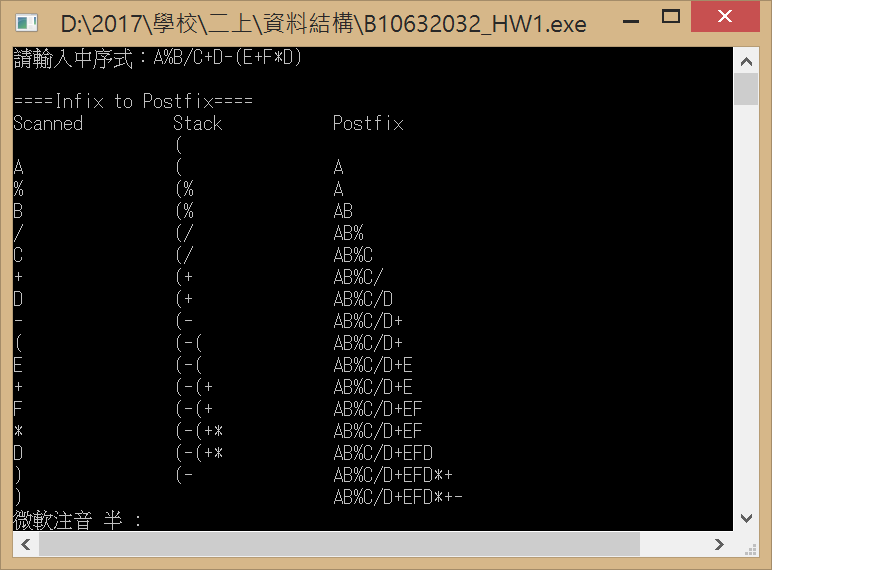 D:\2017\學校\二上\資料結構\B10632032_HW1.exe
請輸入中序式：A%B/C+D-(E+F*D)
====Infix to Postfix====
Scanned Stack Postfix
(
A ( A
% (% A
B (% AB
/ (/ AB%
C (/ AB%C
+ (+ AB%C/
D (+ AB%C/D
- (- AB%C/D+
( (-( AB%C/D+
E (-( AB%C/D+E
+ (-(+ AB%C/D+E
F (-(+ AB%C/D+EF
* (-(+* AB%C/D+EF
D (-(+* AB%C/D+EFD
) (- AB%C/D+EFD*+
) AB%C/D+EFD*+-
微軟注音 半 :